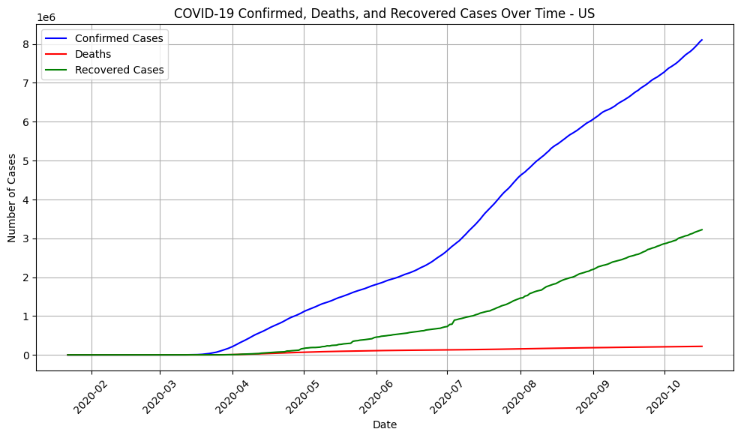 COVID-19 Confirmed, Deaths, and Recovered Cases Over Time - US
1e6
Confirmed Cases
Deaths
Recovered Cases
8
7
6
5
4
3
2
1
0
Number of Cases
2020-02
2020-03
2020-04
2020-05
2020-06
2020-07
2020-08
2020-09
2020-10
Date